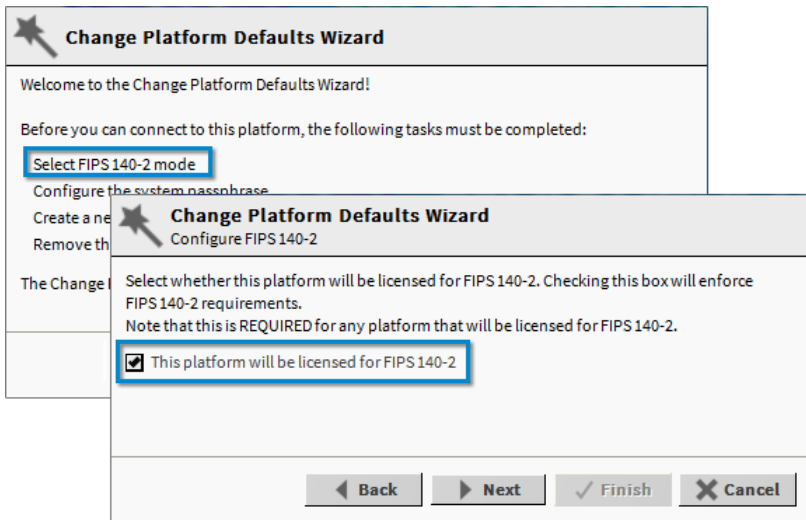 Change Platform Defaults Wizard
Welcome to the Change Platform Defaults Wizard!
Before you can connect to this platform, the following tasks must be completed:
Select FIPS 140-2 mode
Configure the system passphrase
Create a ne
Remove th
The Change
Change Platform Defaults Wizard
Configure FIPS 140-2
Select whether this platform will be licensed for FIPS 140-2. Checking this box will enforce
FIPS 140-2 requirements.
Note that this is REQUIRED for any platform that will be licensed for FIPS 140-2.
This platform will be licensed for FIPS 140-2
Back Next Finish Cancel